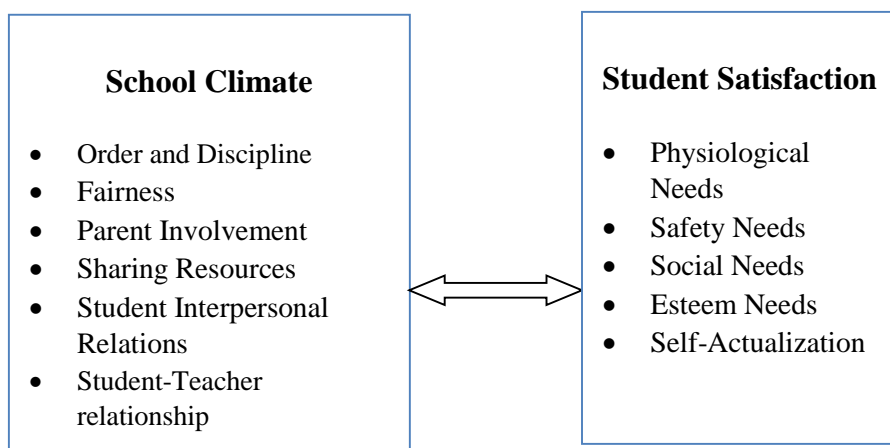 School Climate
• Order and Discipline
• Fairness
• Parent Involvement
• Sharing Resources
• Student Interpersonal
Relations
• Student-Teacher
relationship
Student Satisfaction
• Physiological
Needs
• Safety Needs
• Social Needs
• Esteem Needs
• Self-Actualization